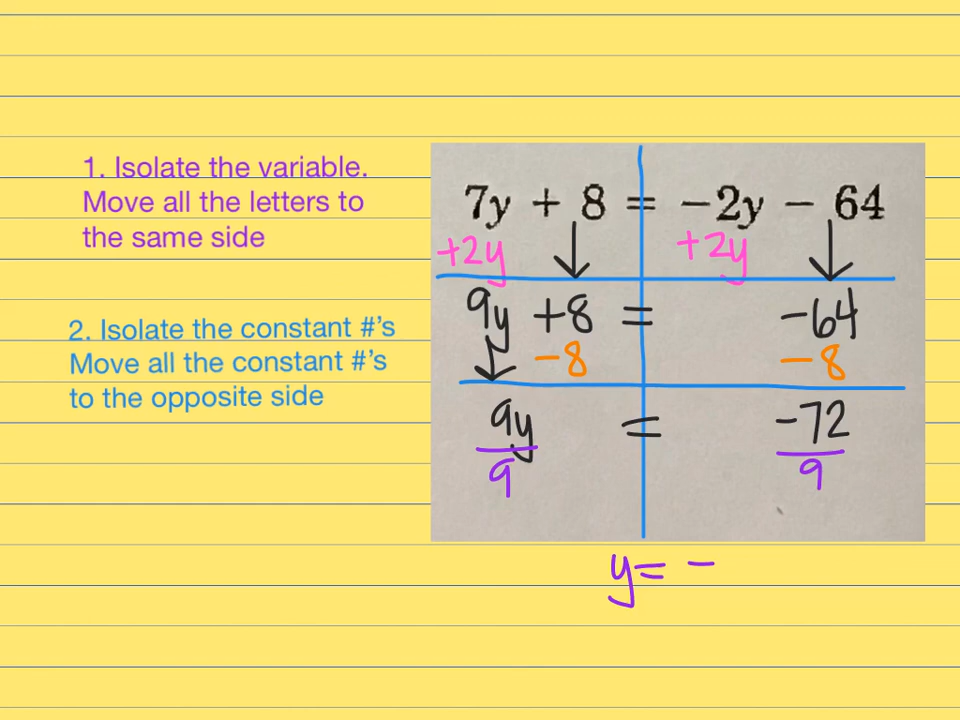 1. Isolate the variable.
Move all the letters to
the same side
2. Isolate the constant #'s
Move all the constant #'s
to the opposite side
7y + 8 = -2y - 64
+2y +2y
9y +8 = -64
-8 -8
9y = -72
9 9
y= -